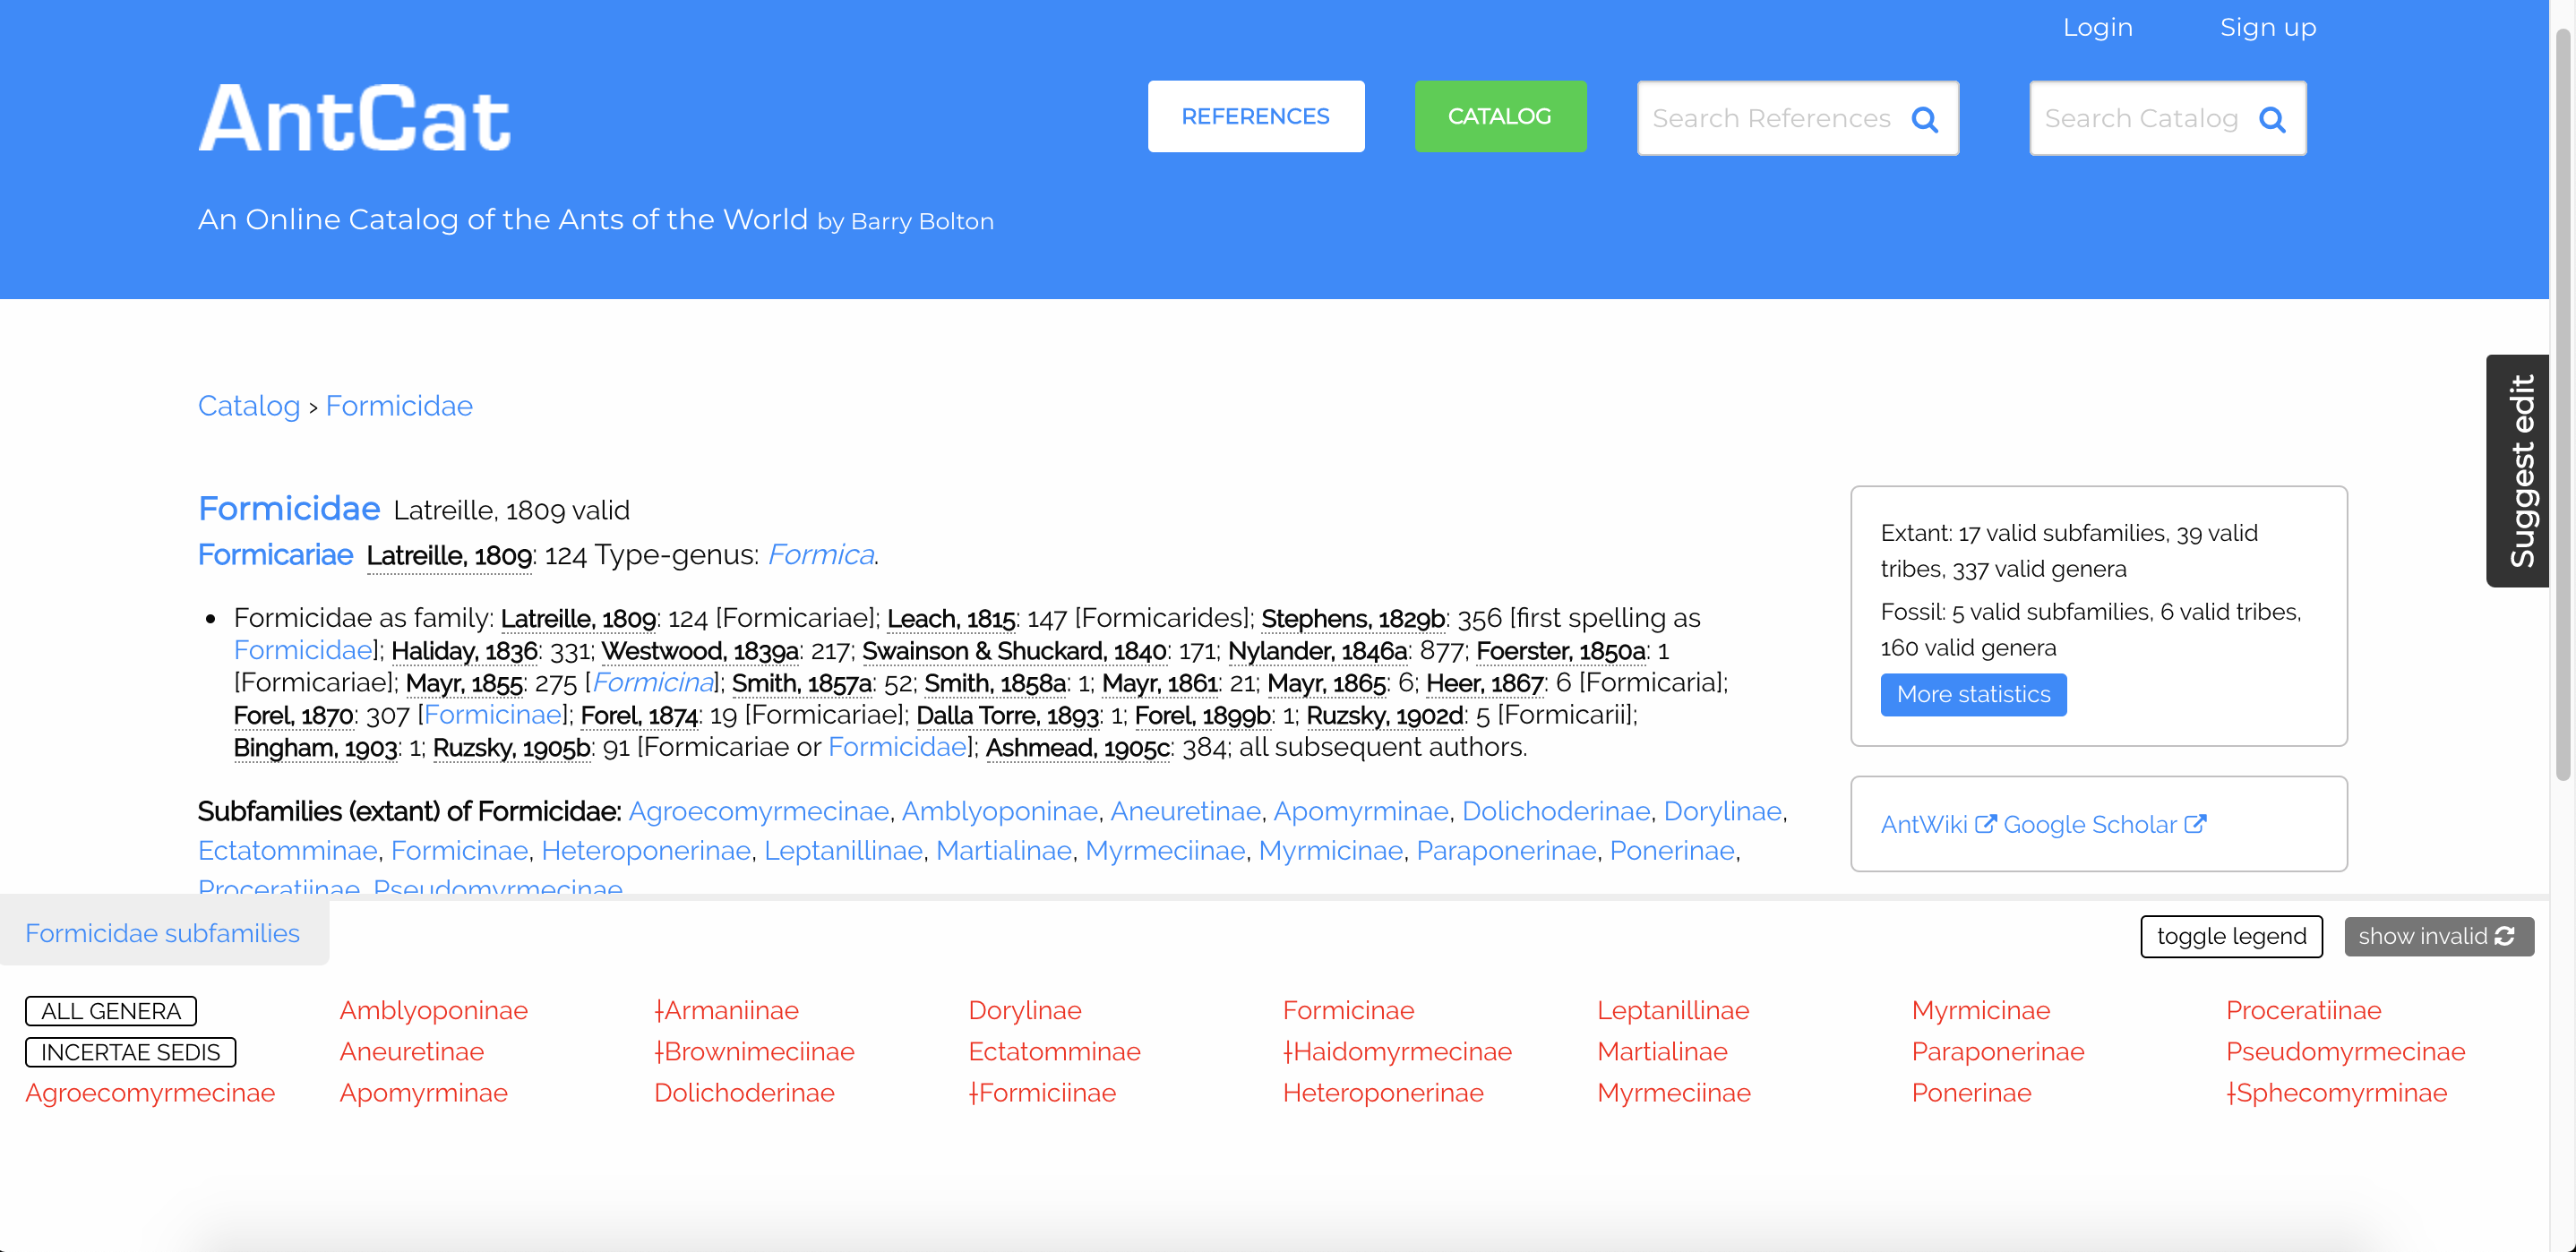 Login Sign up
AntCat REFERENCES CATALOG Search References Search Catalog
An Online Catalog of the Ants of the World by Barry Bolton
Suggest edit
Catalog › Formicidae
Formicidae Latreille, 1809 valid
Formicariae Latreille, 1809: 124 Type-genus: Formica.
• Formicidae as family: Latreille, 1809: 124 [Formicariae]; Leach, 1815: 147 [Formicarides]; Stephens, 1829b: 356 [first spelling as
Formicidae]; Haliday, 1836: 331; Westwood, 1839a: 217; Swainson & Shuckard, 1840: 171; Nylander, 1846a: 877; Foerster, 1850a: 1
[Formicariae]; Mayr, 1855: 275 [Formicina]; Smith, 1857a: 52; Smith, 1858a: 1; Mayr, 1861: 21; Mayr, 1865: 6; Heer, 1867: 6 [Formicaria];
Forel, 1870: 307 [Formicinae]; Forel, 1874: 19 [Formicariae]; Dalla Torre, 1893: 1; Forel, 1899b: 1; Ruzsky, 1902d: 5 [Formicarii];
Bingham, 1903: 1; Ruzsky, 1905b: 91 [Formicariae or Formicidae]; Ashmead, 1905c: 384; all subsequent authors.
Subfamilies (extant) of Formicidae: Agroecomyrmecinae, Amblyoponinae, Aneuretinae, Apomyrminae, Dolichoderinae, Dorylinae,
Ectatomminae, Formicinae, Heteroponerinae, Leptanillinae, Martialinae, Myrmeciinae, Myrmicinae, Paraponerinae, Ponerinae,
Proceratiinae, Pseudomyrmecinae
Extant: 17 valid subfamilies, 39 valid
tribes, 337 valid genera
Fossil: 5 valid subfamilies, 6 valid tribes,
160 valid genera
More statistics
AntWiki Google Scholar
Formicidae subfamilies toggle legend show invalid
ALL GENERA Amblyoponinae †Armaniinae Dorylinae Formicinae Leptanillinae Myrmicinae Proceratiinae
INCERTAE SEDIS Aneuretinae †Brownimeciinae Ectatomminae †Haidomyrmecinae Martialinae Paraponerinae Pseudomyrmecinae
Agroecomyrmecinae Apomyrminae Dolichoderinae †Formiciinae Heteroponerinae Myrmeciinae Ponerinae †Sphecomyrminae